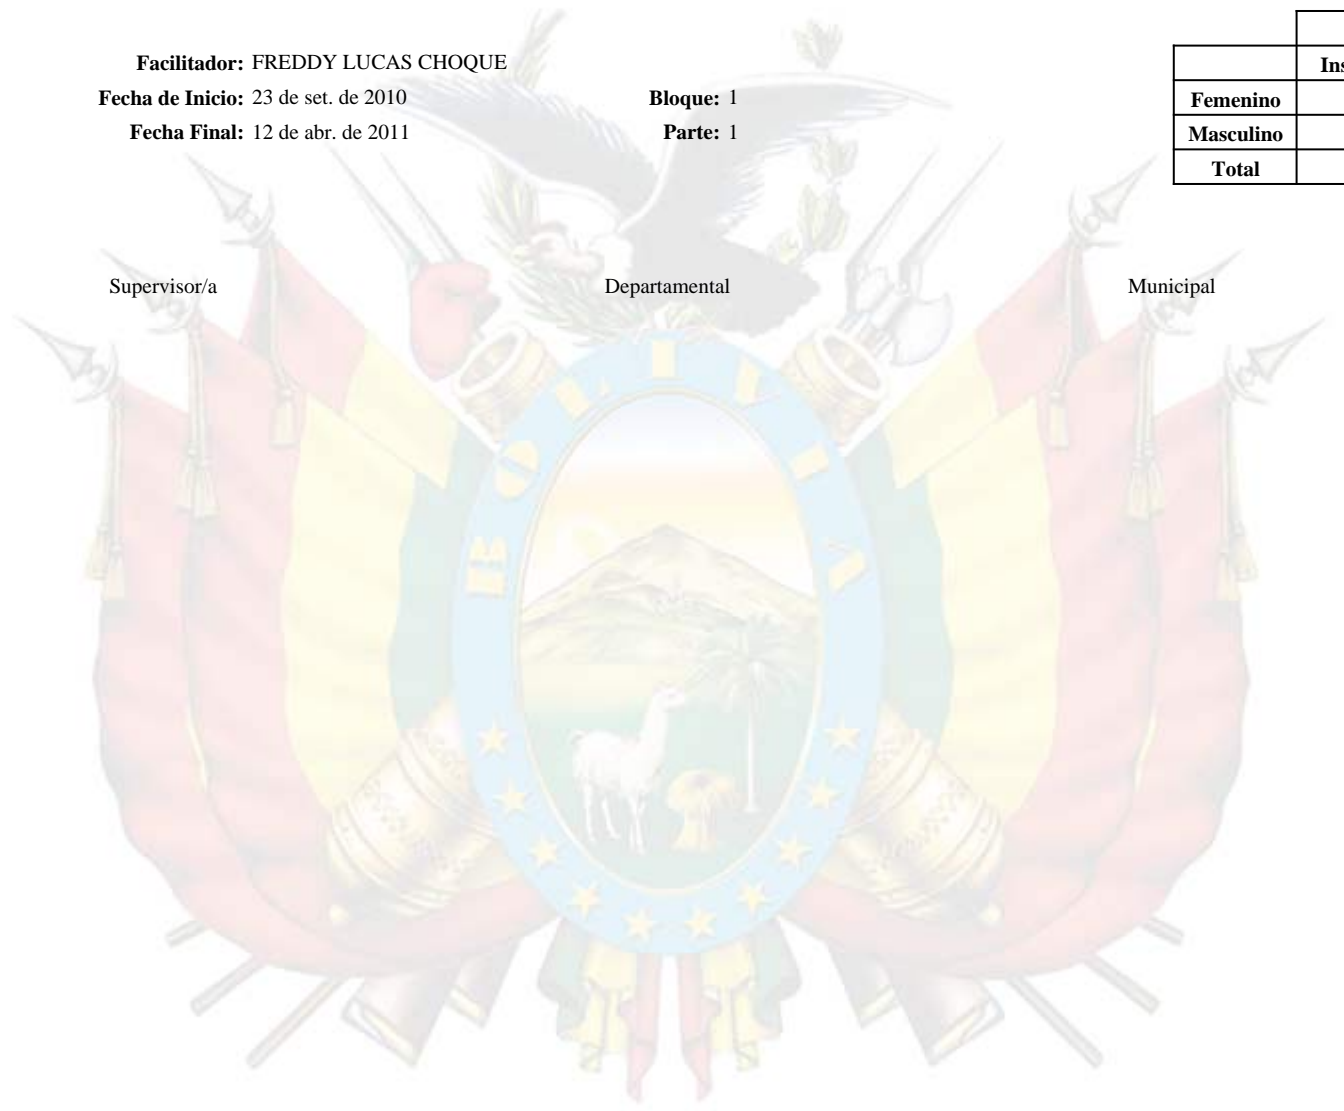 Facilitador: FREDDY LUCAS CHOQUE
Fecha de Inicio: 23 de set. de 2010 Bloque: 1
Fecha Final: 12 de abr. de 2011 Parte: 1
Femenino
Masculino
Total
Supervisor/a Departamental Municipal
BOLIVIA